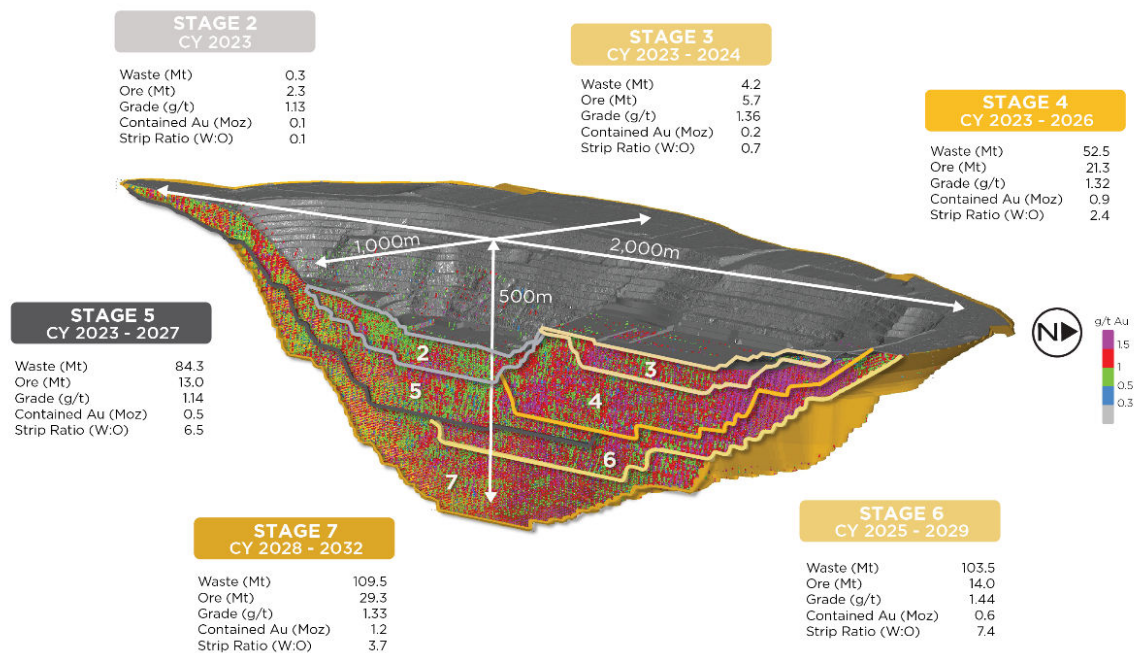 STAGE 2
CY 2023
Waste (Mt) 0.3
Ore (Mt) 2.3
Grade (g/t) 1.13
Contained Au (Moz) 0.1
Strip Ratio (W:O) 0.1
STAGE 3
CY 2023 - 2024
Waste (Mt) 4.2
Ore (Mt) 5.7
Grade (g/t) 1.36
Contained Au (Moz) 0.2
Strip Ratio (W:O) 0.7
STAGE 4
CY 2023 - 2026
Waste (Mt) 52.5
Ore (Mt) 21.3
Grade (g/t) 1.32
Contained Au (Moz) 0.9
Strip Ratio (W:O) 2.4
1,000m
2,000m
500m
STAGE 5
CY 2023 - 2027
Waste (Mt) 84.3
Ore (Mt) 13.0
Grade (g/t) 1.14
Contained Au (Moz) 0.5
Strip Ratio (W:O) 6.5
2
3
5
4
6
7
N
g/t Au
1.5
1
0.5
0.3
STAGE 7
CY 2028 - 2032
Waste (Mt) 109.5
Ore (Mt) 29.3
Grade (g/t) 1.33
Contained Au (Moz) 1.2
Strip Ratio (W:O) 3.7
STAGE 6
CY 2025 - 2029
Waste (Mt) 103.5
Ore (Mt) 14.0
Grade (g/t) 1.44
Contained Au (Moz) 0.6
Strip Ratio (W:O) 7.4